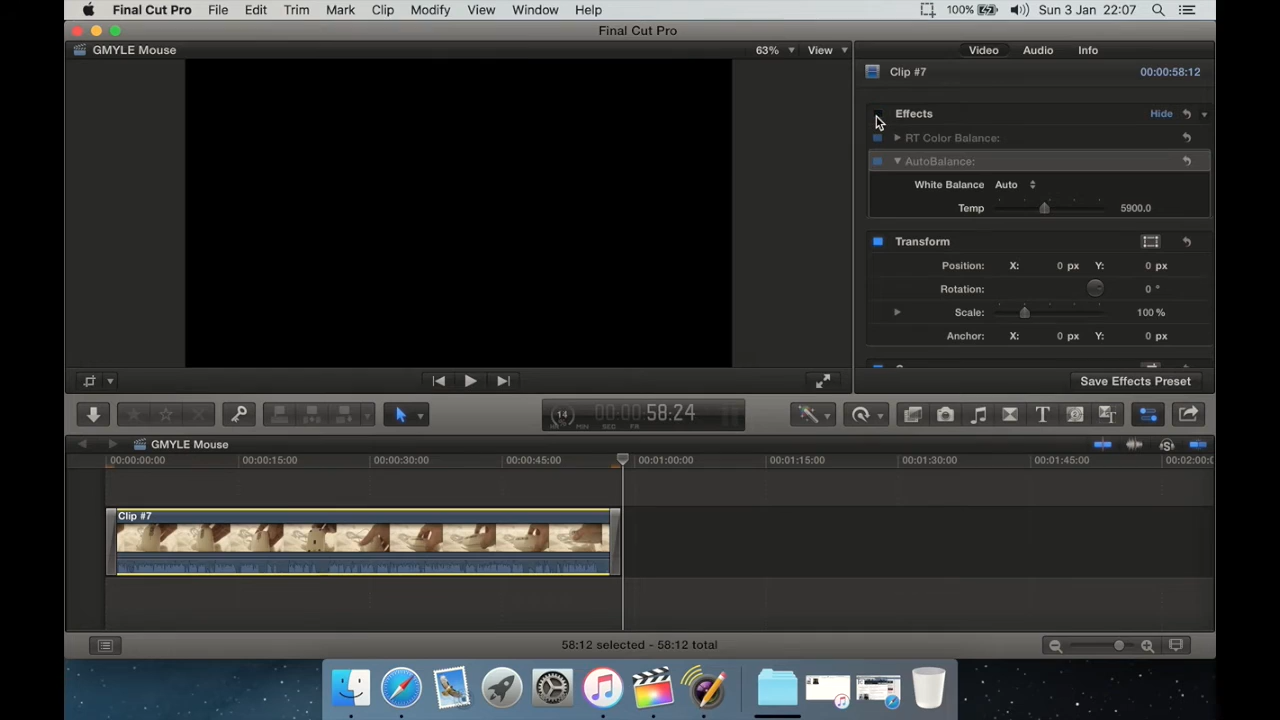 Final Cut Pro File Edit Trim Mark Clip Modify View Window Help 100% Sun 3 Jan 22:07
Final Cut Pro
GMYLE Mouse 63% View Video Audio Info
Clip #7 00:00:58:12
Effects Hide
RT Color Balance:
AutoBalance:
White Balance Auto
Temp 5900.0
Transform
Position: X: 0 px Y: 0 px
Rotation: 0 °
Scale: 100 %
Anchor: X: 0 px Y: 0 px
Save Effects Preset
14 00:00:58:24
HR MIN SEC FR
GMYLE Mouse
00:00:00:00 00:00:15:00 00:00:30:00 00:00:45:00 00:01:00:00 00:01:15:00 00:01:30:00 00:01:45:00 00:02:00:0
Clip #7
58:12 selected - 58:12 total